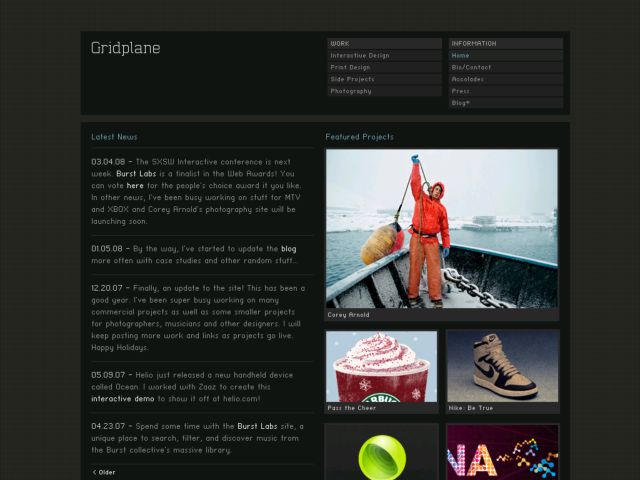 Gridplane
WORK
Interactive Design
Print Design
Side Projects
Photography
INFORMATION
Home
Bio/Contact
Accolades
Press
Blog+
Latest News
03.04.08 – The SXSW Interactive conference is next
week. Burst Labs is a finalist in the Web Awards! You
can vote here for the people's choice award if you like.
In other news, I've been busy working on stuff for MTV
and XBOX and Corey Arnold's photography site will be
launching soon.
01.05.08 – By the way, I've started to update the blog
more often with case studies and other random stuff...
12.20.07 – Finally, an update to the site! This has been a
good year. I've been super busy working on many
commercial projects as well as some smaller projects
for photographers, musicians and other designers. I will
keep posting more work and links as projects go live.
Happy Holidays.
05.09.07 – Helio just released a new handheld device
called Ocean. I worked with Zaaz to create this
interactive demo to show it off at helio.com!
04.23.07 – Spend some time with the Burst Labs site, a
unique place to search, filter, and discover music from
the Burst collective's massive library.
< Older
Featured Projects
Corey Arnold
Pass the Cheer
Nike: Be True